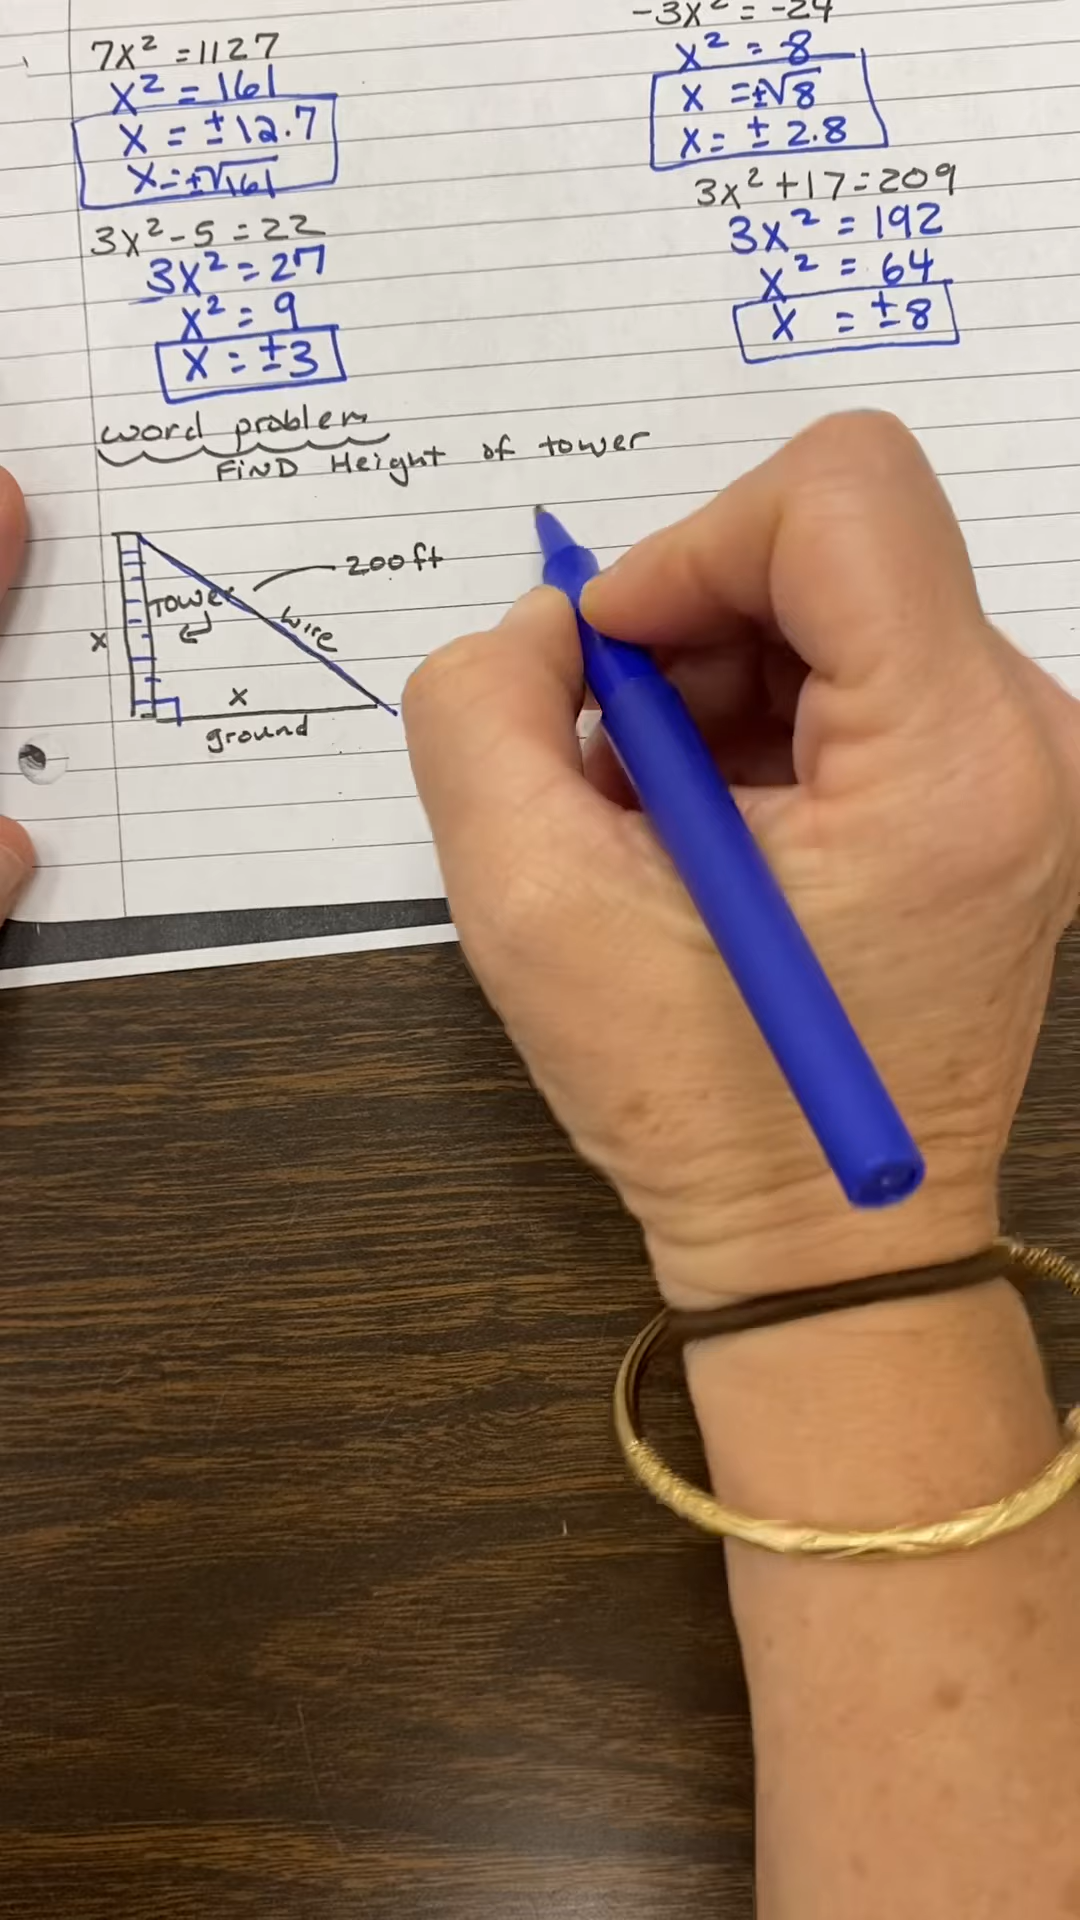 7x² = 1127
x² = 161
x = ± 12.7
x = ±√161
-3x² = -24
x² = 8
x = ±√8
x = ± 2.8
3x² - 5 = 22
3x² = 27
x² = 9
x = ±3
3x² + 17 = 209
3x² = 192
x² = 64
x = ±8
word problem
FIND Height of tower
200ft
Tower
wire
x
x
ground